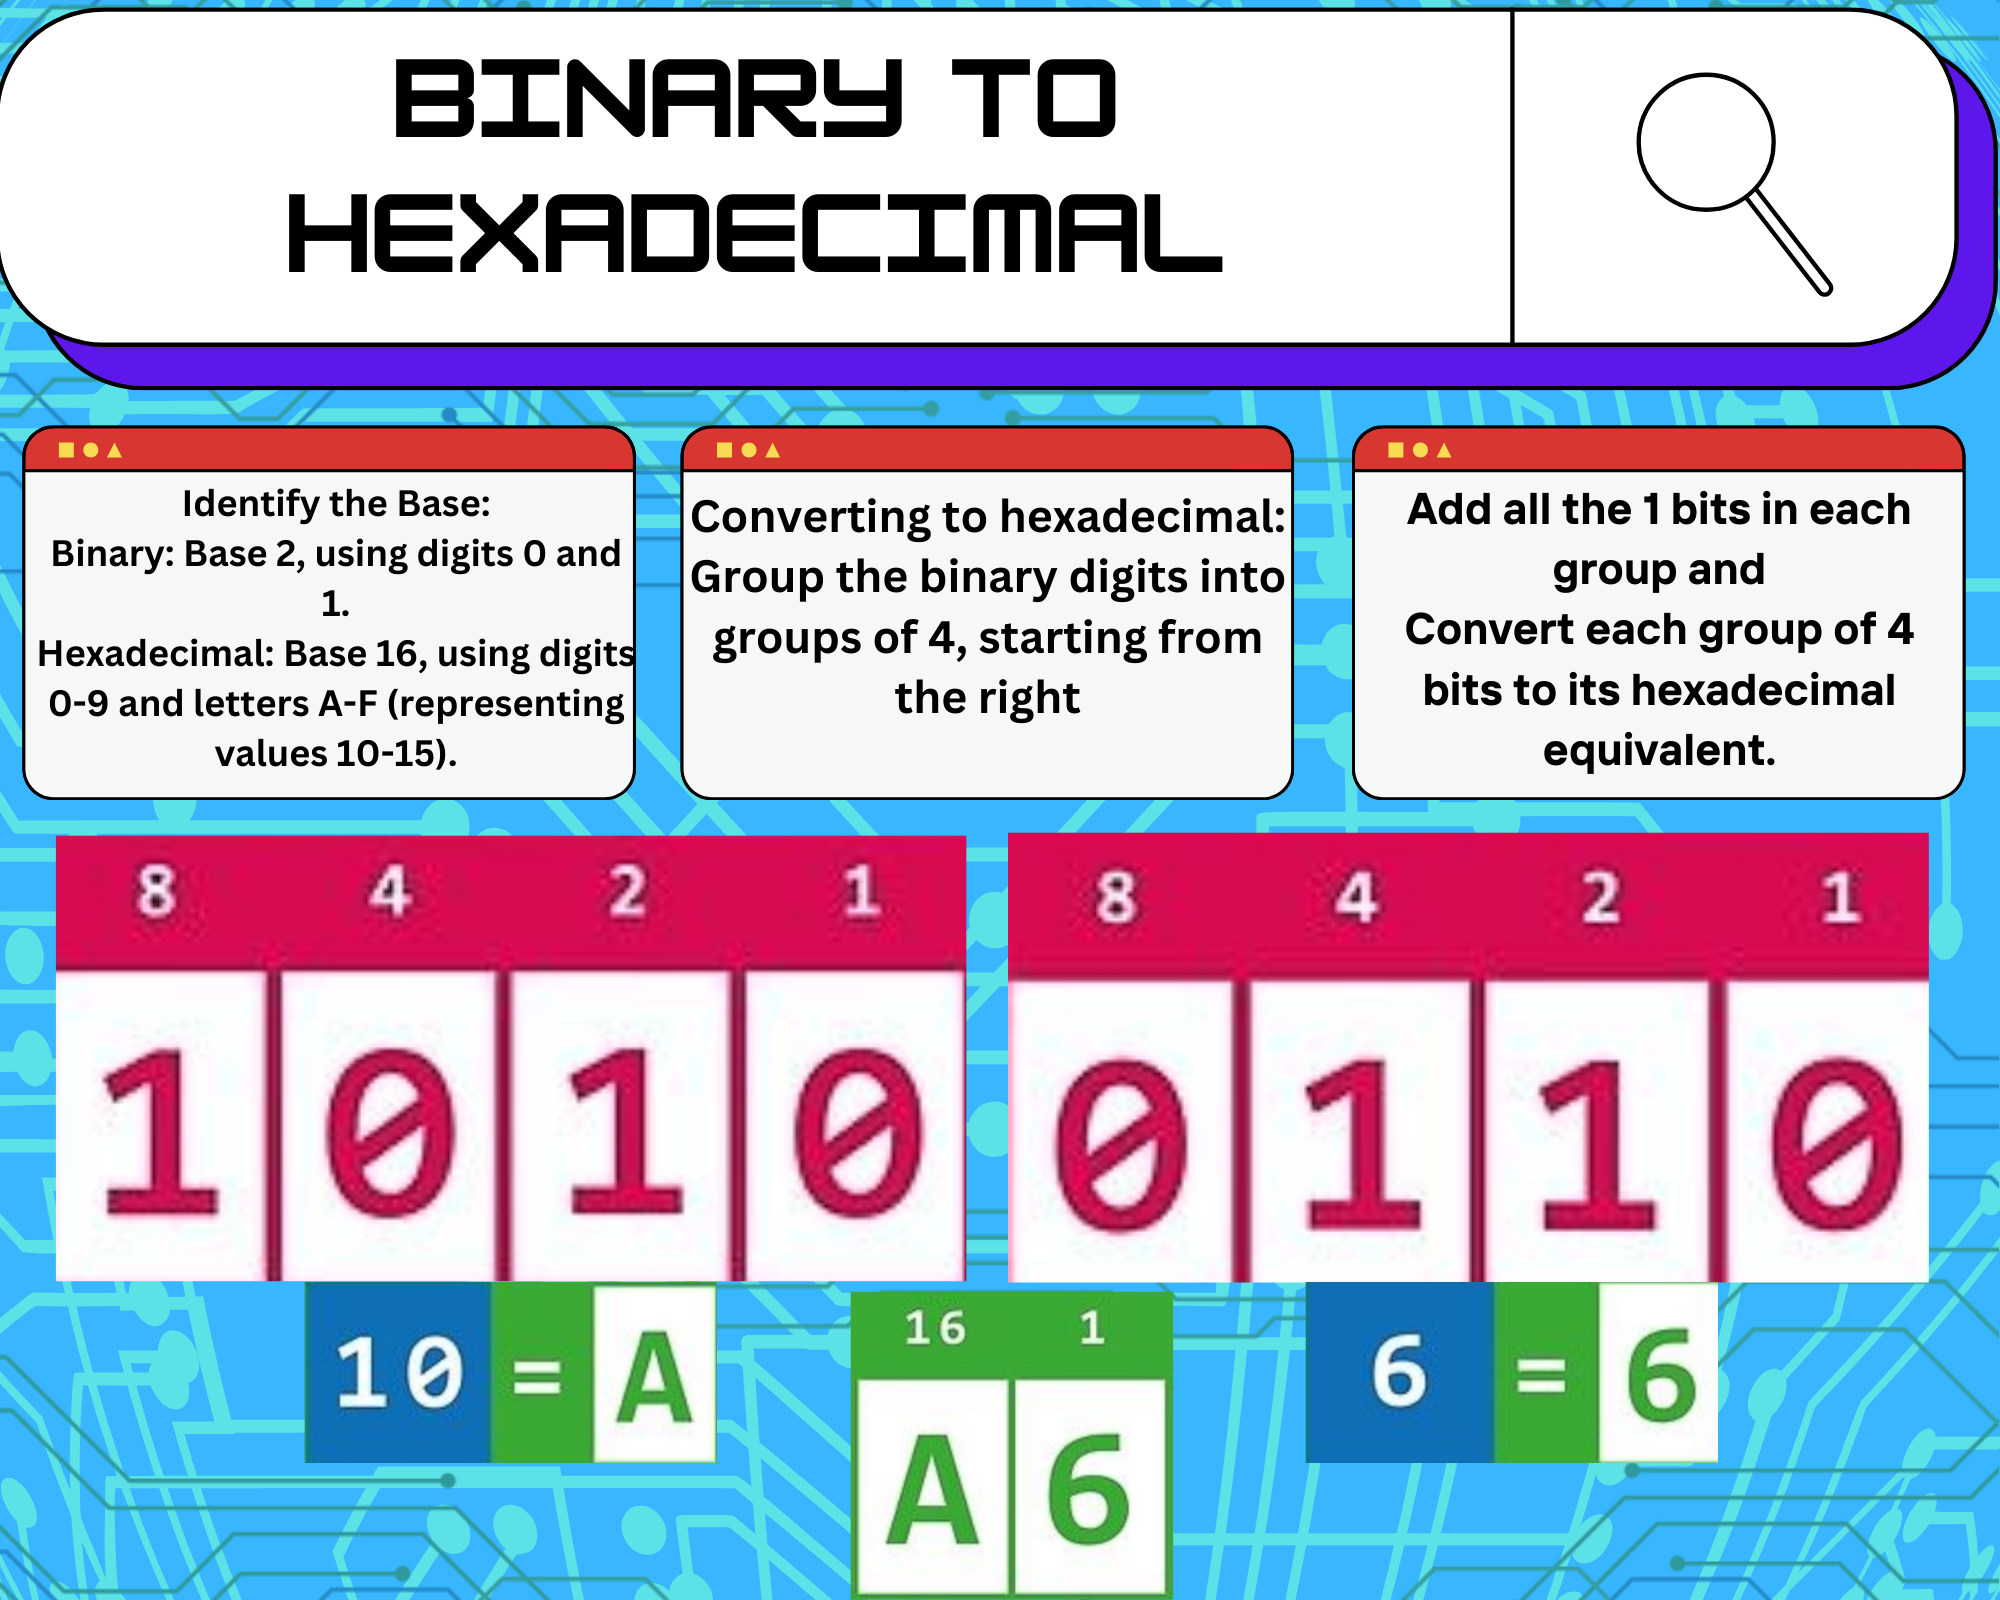 BINARY TO
HEXADECIMAL
Identify the Base:
Binary: Base 2, using digits 0 and
1.
Hexadecimal: Base 16, using digits
0-9 and letters A-F (representing
values 10-15).
Converting to hexadecimal:
Group the binary digits into
groups of 4, starting from
the right
Add all the 1 bits in each
group and
Convert each group of 4
bits to its hexadecimal
equivalent.
8 4 2 1
1 0 1 0
10 = A
8 4 2 1
0 1 1 0
6 = 6
16 1
A 6